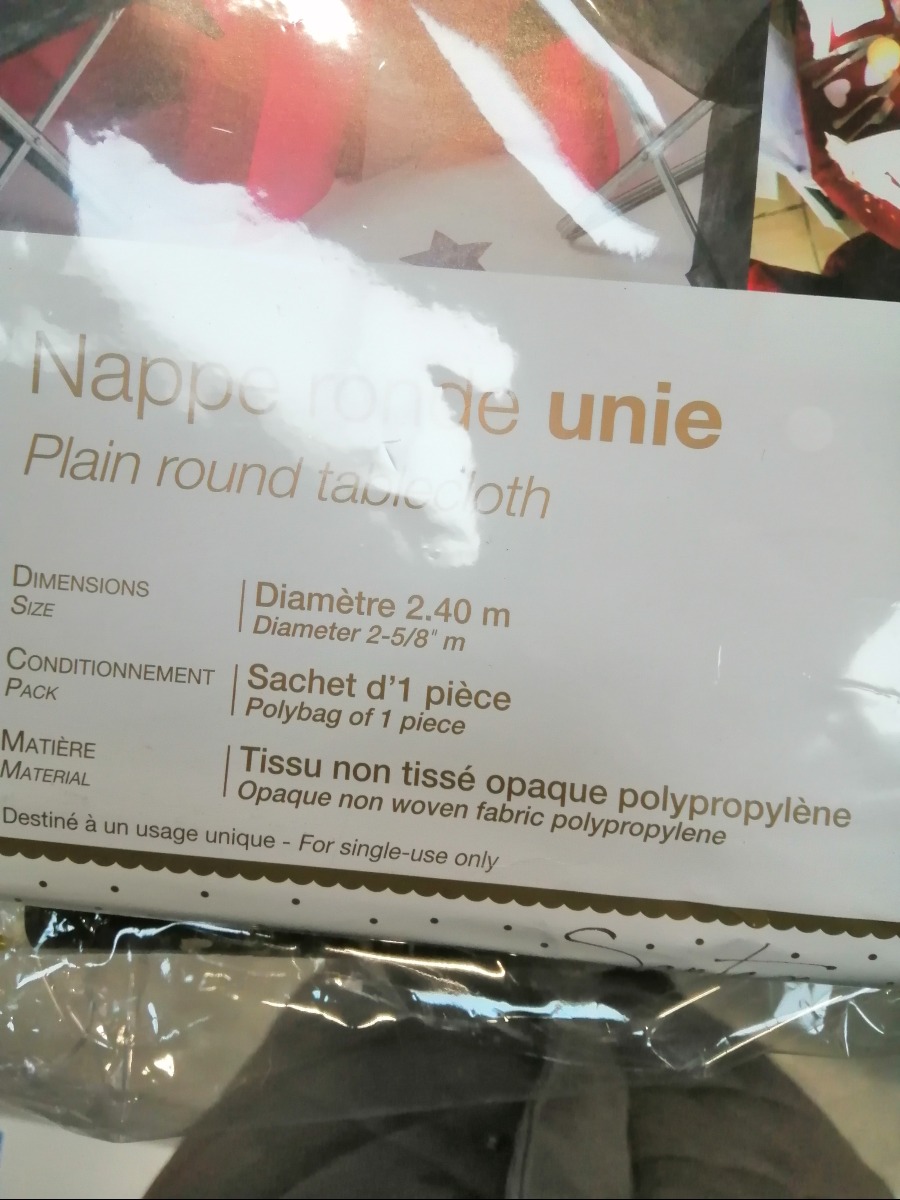 Nappe ronde unie
Plain round tablecloth
DIMENSIONS
SIZE
Diamètre 2.40 m
Diameter 2-5/8" m
CONDITIONNEMENT
PACK
Sachet d'1 pièce
Polybag of 1 piece
MATIÈRE
MATERIAL
Tissu non tissé opaque polypropylène
Opaque non woven fabric polypropylene
Destiné à un usage unique - For single-use only